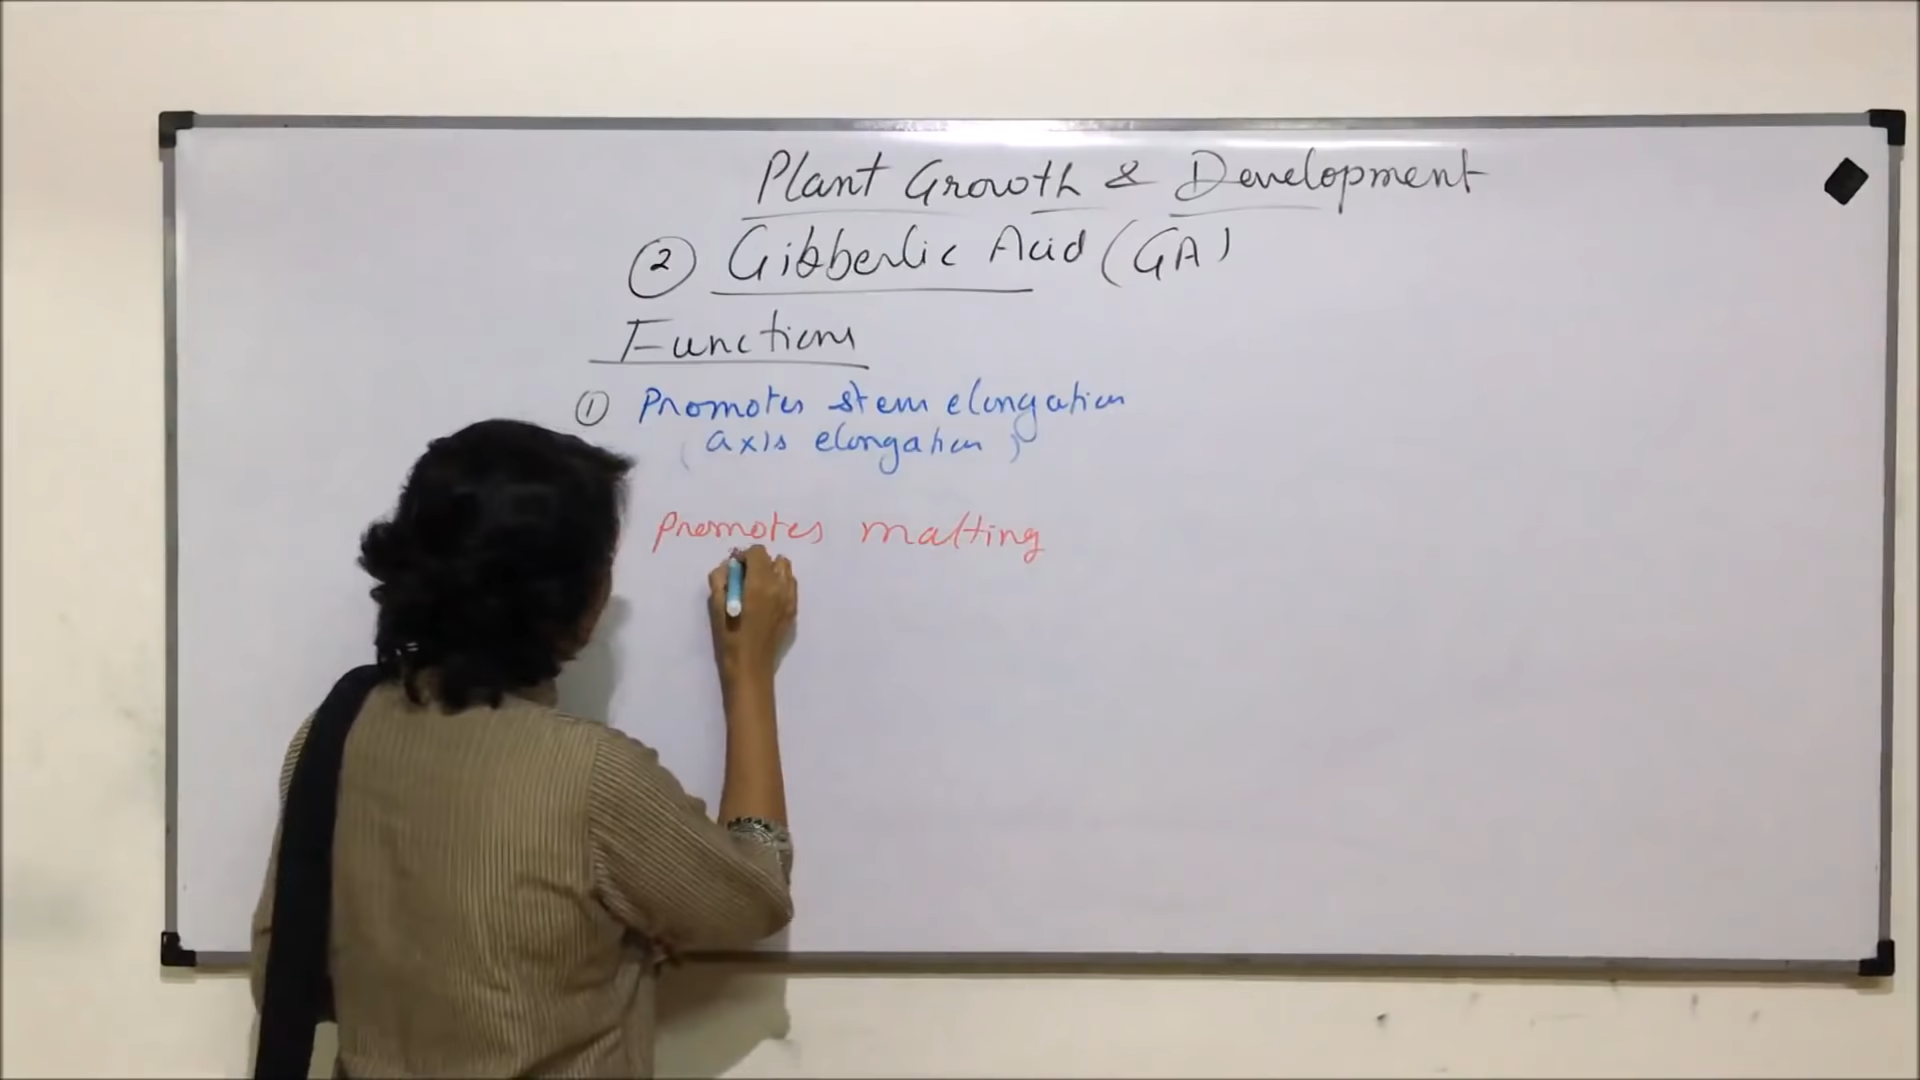 Plant Growth & Development
② Gibberlic Acid (GA)
Functions
① Promotes stem elongation
(axis elongation)
Promotes malting